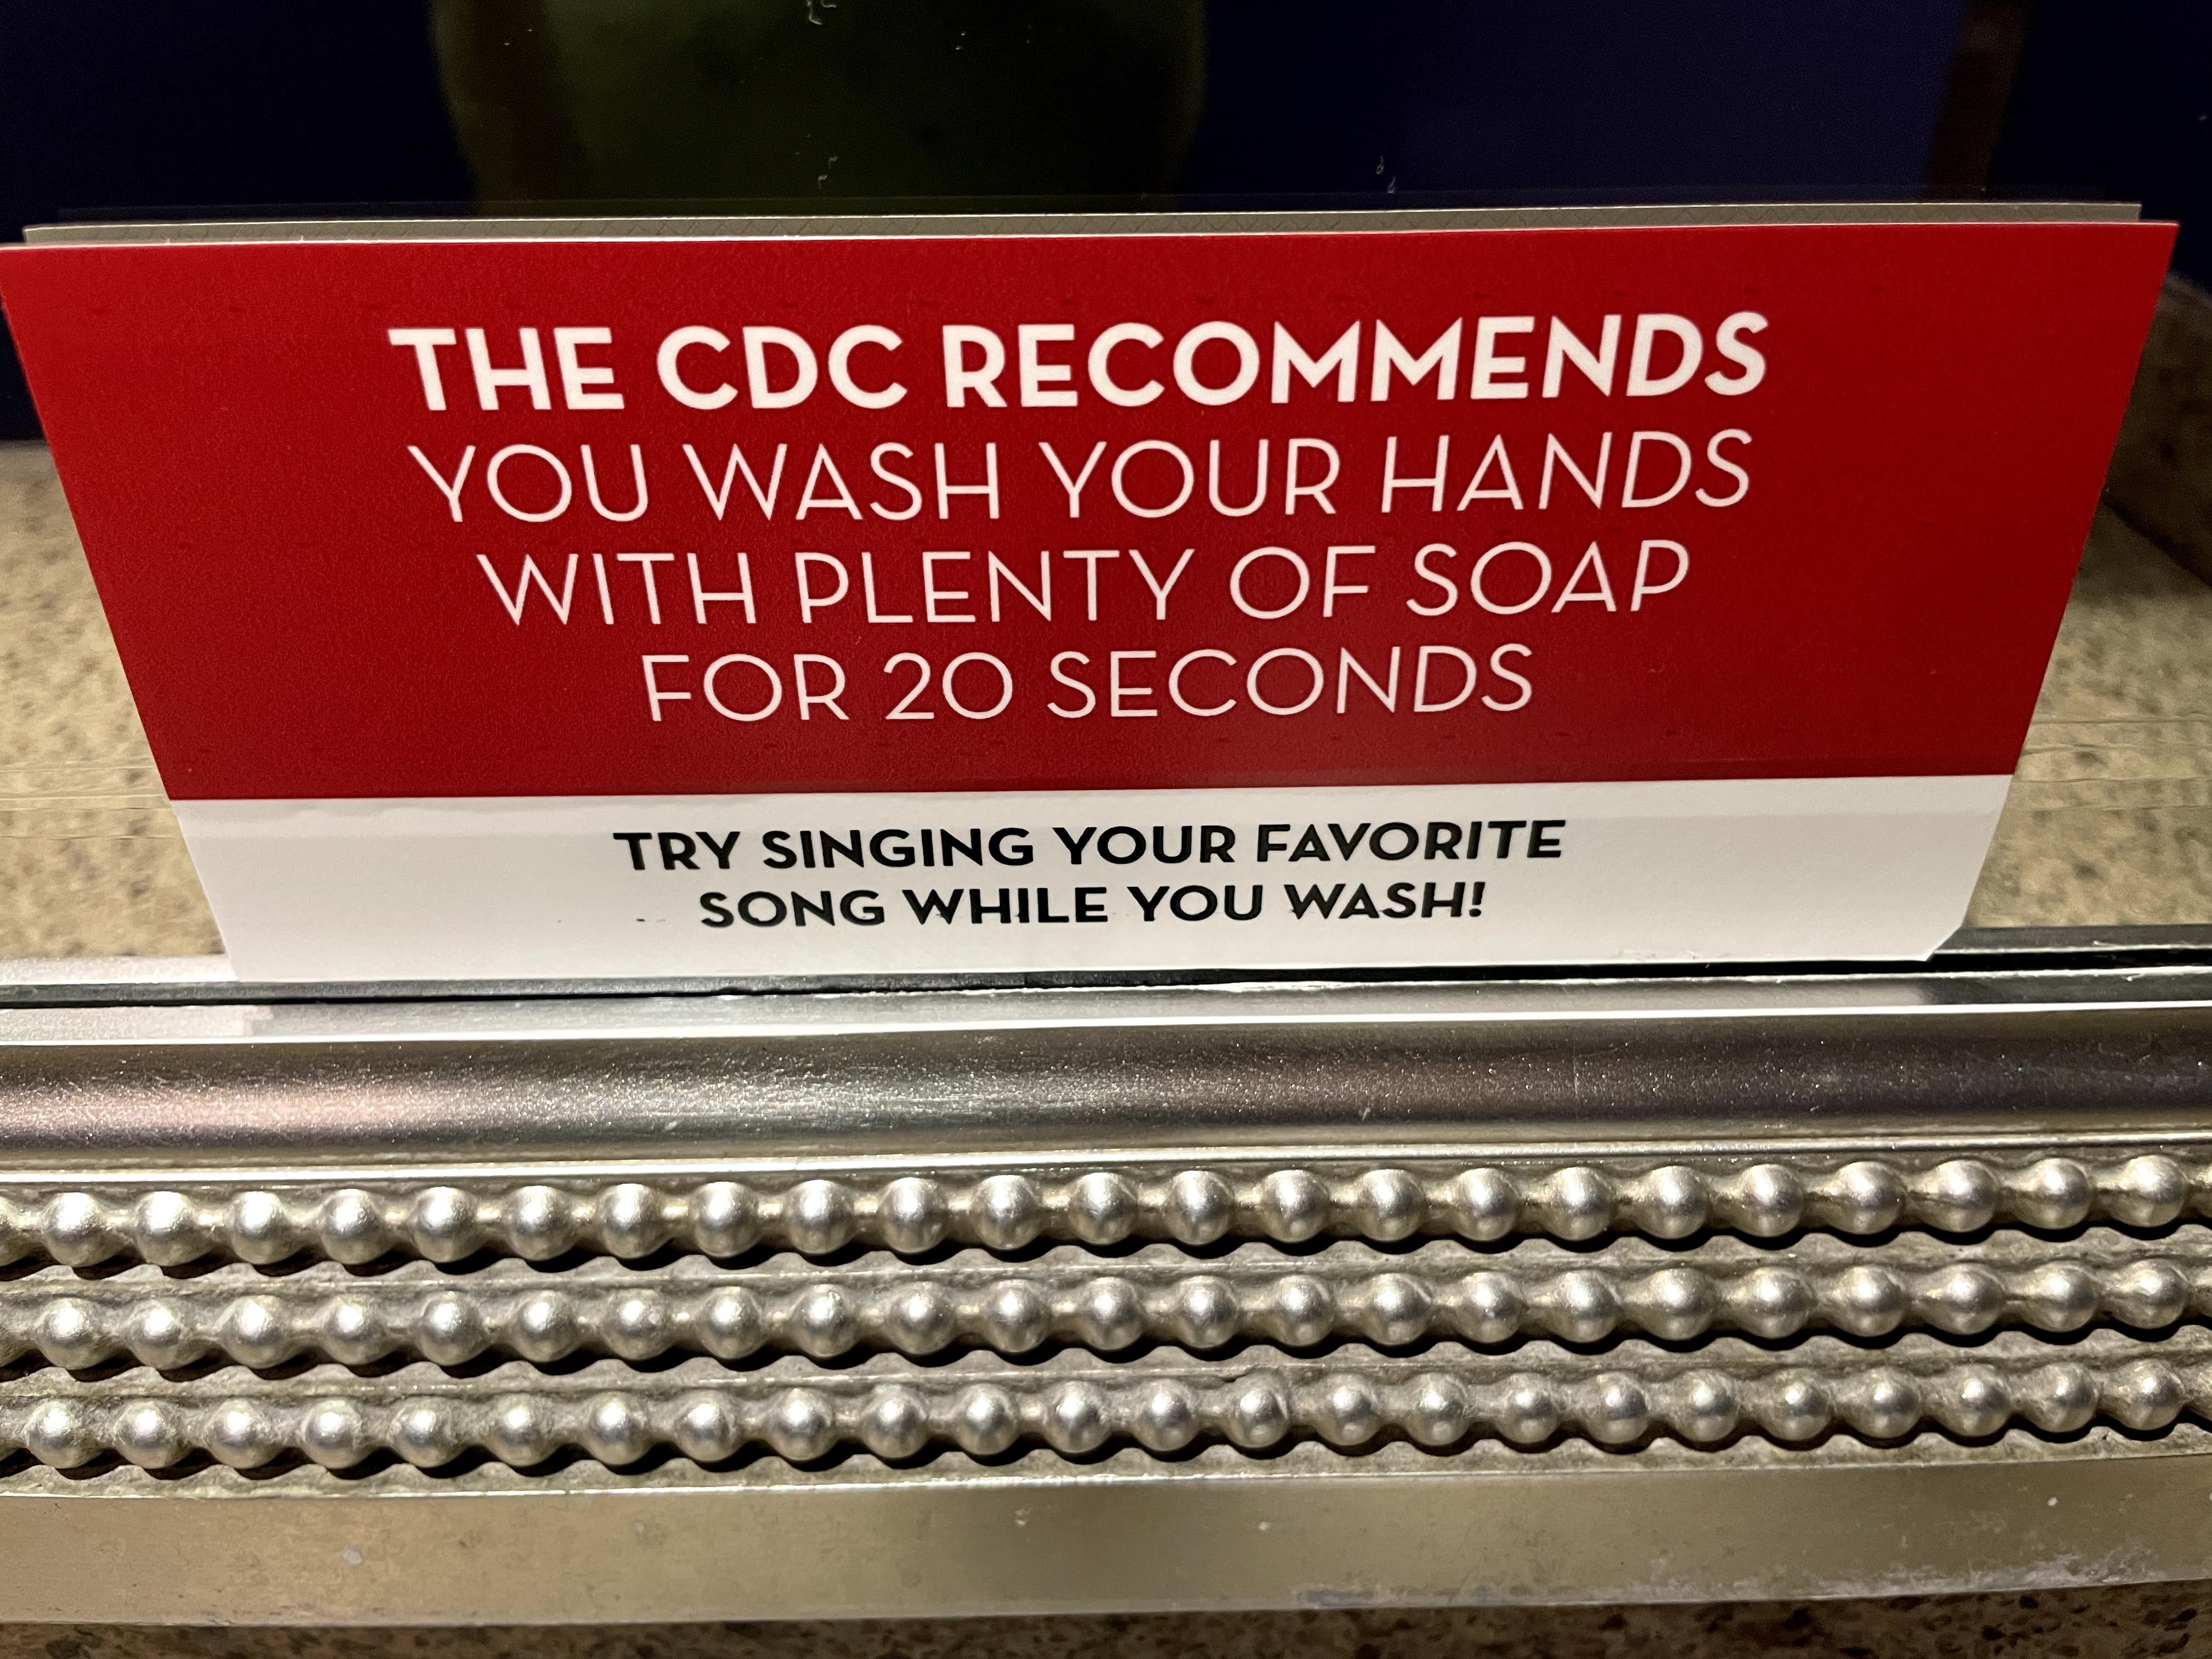 THE CDC RECOMMENDS
YOU WASH YOUR HANDS
WITH PLENTY OF SOAP
FOR 20 SECONDS
TRY SINGING YOUR FAVORITE
SONG WHILE YOU WASH!